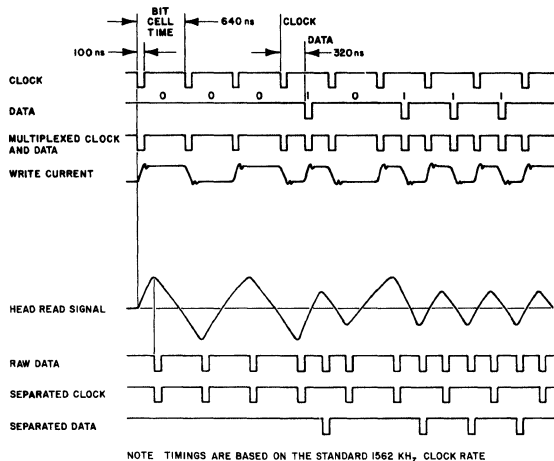 BIT
CELL
TIME
640 ns
CLOCK
DATA
100 ns
320 ns
CLOCK
0 0 0 1 0 1 1 1
DATA
MULTIPLEXED CLOCK
AND DATA
WRITE CURRENT
HEAD READ SIGNAL
RAW DATA
SEPARATED CLOCK
SEPARATED DATA
NOTE TIMINGS ARE BASED ON THE STANDARD 1562 KHz CLOCK RATE